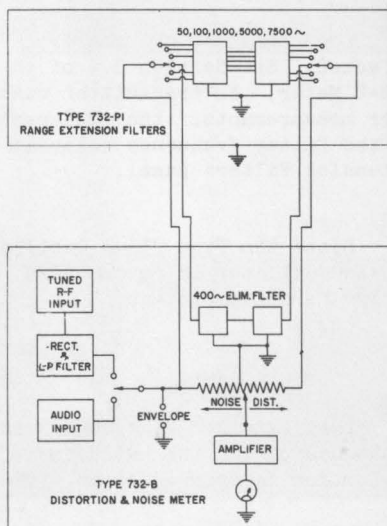 50, 100, 1000, 5000, 7500 ~
TYPE 732-P1
RANGE EXTENSION FILTERS
TUNED
R-F
INPUT
400~ELIM. FILTER
RECT.
&
L-P FILTER
AUDIO
INPUT
ENVELOPE
NOISE
DIST.
AMPLIFIER
TYPE 732-B
DISTORTION & NOISE METER